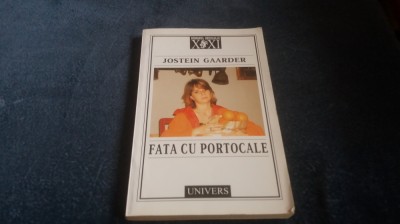 JOSTEIN GAARDER
FATA CU PORTOCALE
UNIVERS